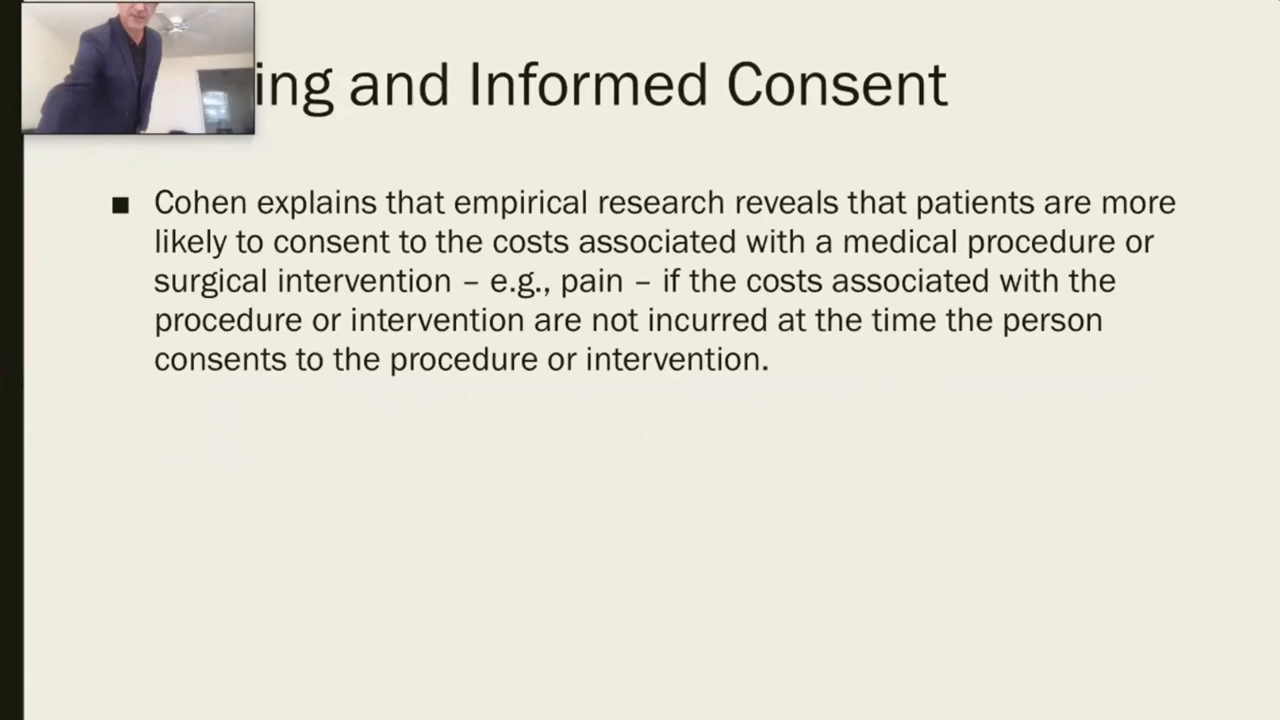 and Informed Consent
■ Cohen explains that empirical research reveals that patients are more
likely to consent to the costs associated with a medical procedure or
surgical intervention – e.g., pain – if the costs associated with the
procedure or intervention are not incurred at the time the person
consents to the procedure or intervention.